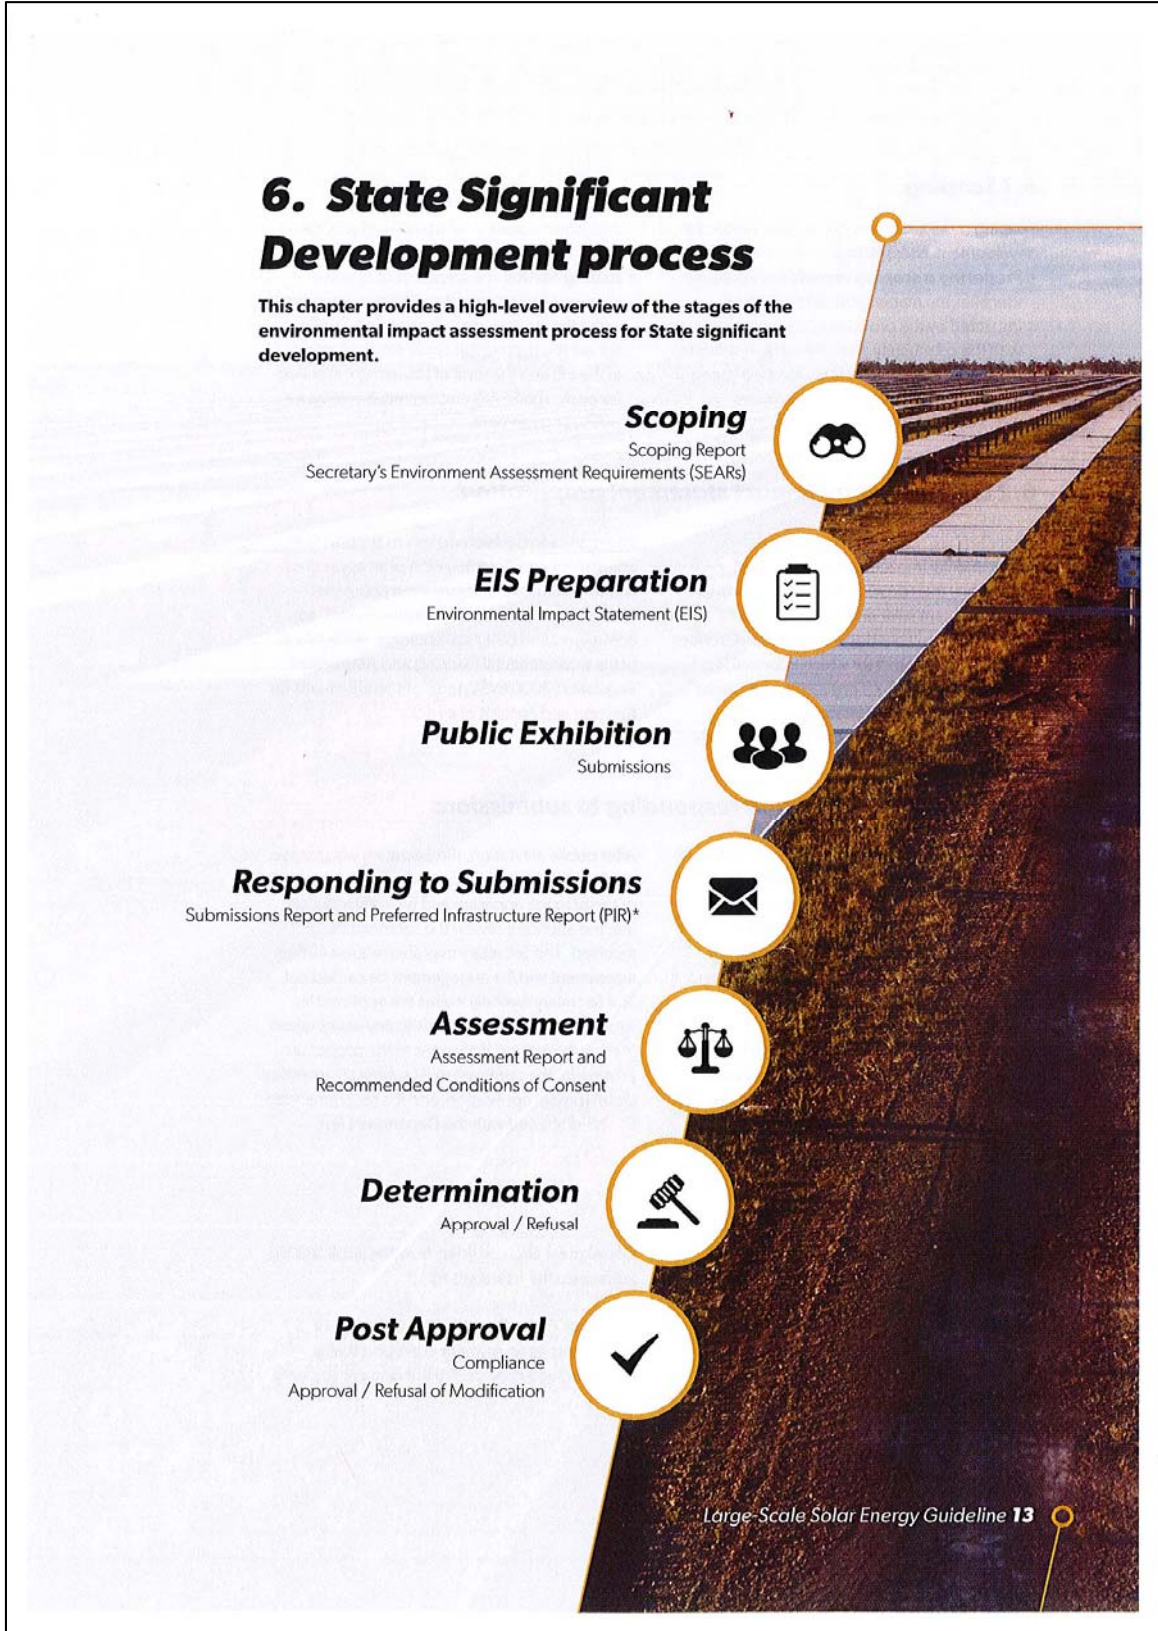 6. State Significant
Development process
This chapter provides a high-level overview of the stages of the
environmental impact assessment process for State significant
development.
Scoping
Scoping Report
Secretary's Environment Assessment Requirements (SEARs)
EIS Preparation
Environmental Impact Statement (EIS)
Public Exhibition
Submissions
Responding to Submissions
Submissions Report and Preferred Infrastructure Report (PIR)*
Assessment
Assessment Report and
Recommended Conditions of Consent
Determination
Approval / Refusal
Post Approval
Compliance
Approval / Refusal of Modification
Large-Scale Solar Energy Guideline 13